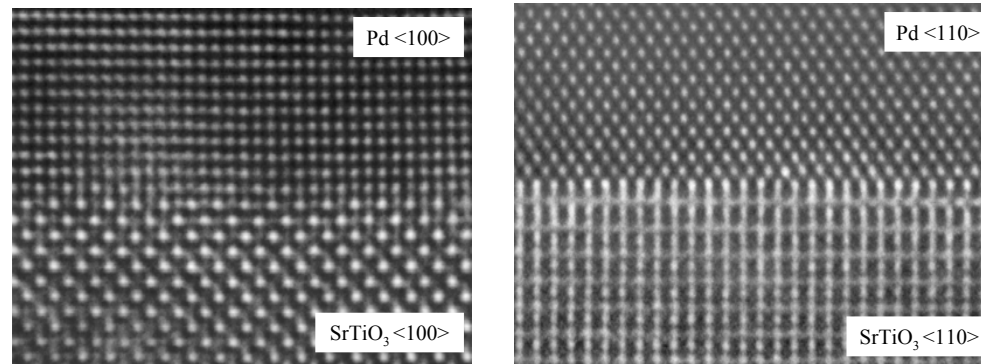 Pd <100>
Pd <110>
SrTiO₃ <100>
SrTiO₃ <110>